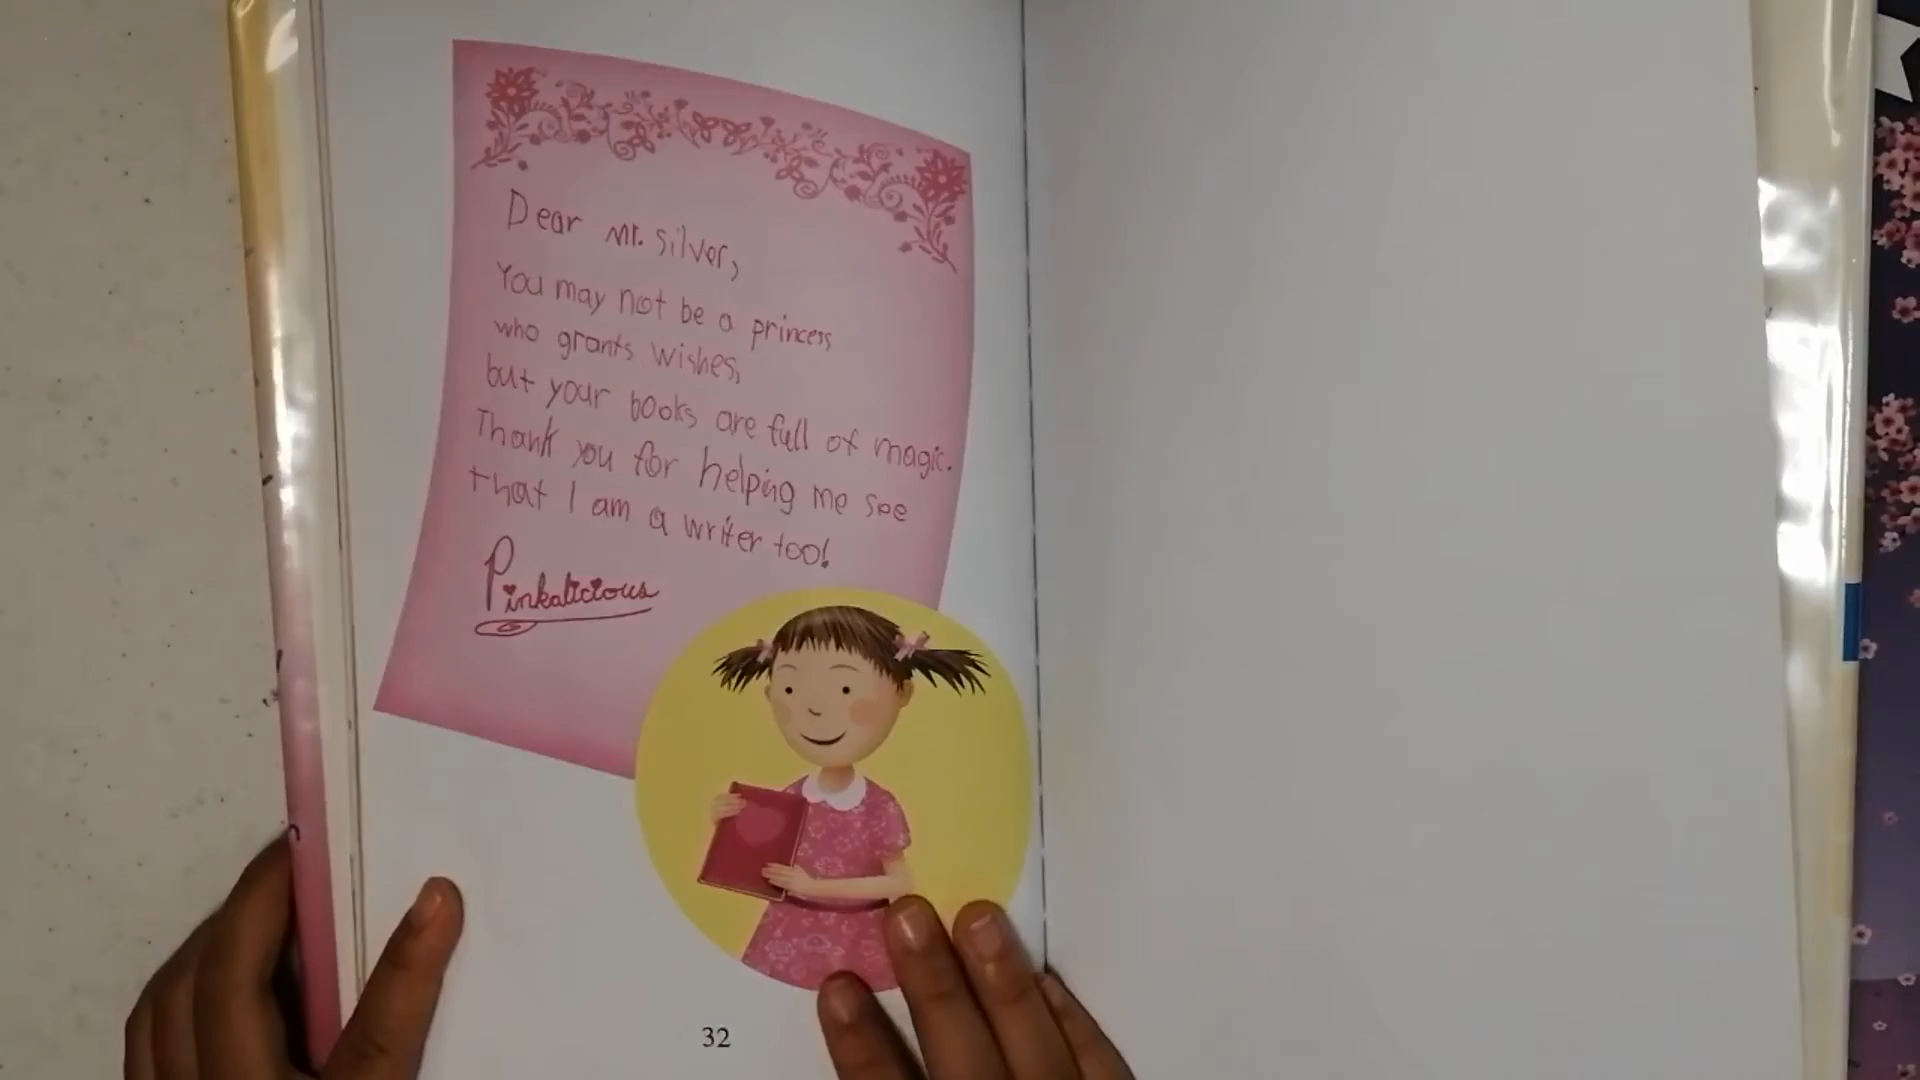 Dear Mr. Silver,
You may not be a princess
who grants wishes,
but your books are full of magic.
Thank you for helping me see
that I am a writer too!
Pinkalicious
32